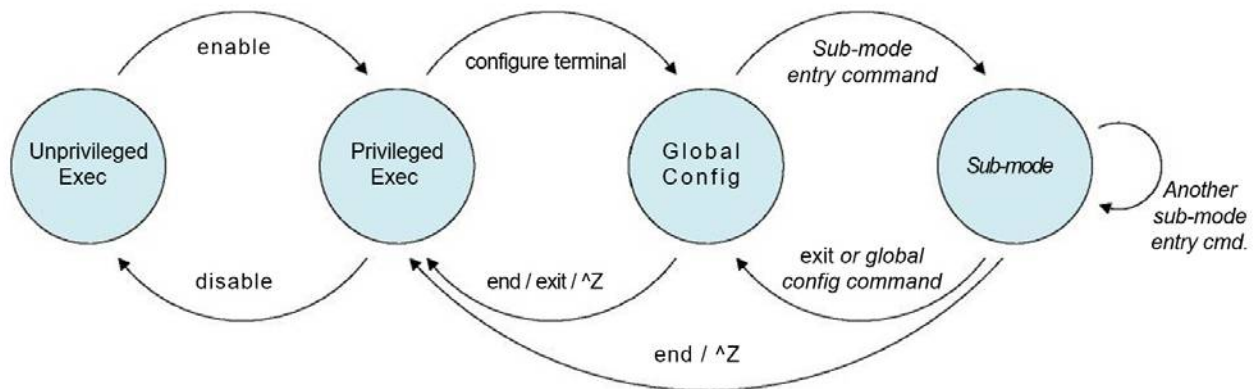 enable
configure terminal
Sub-mode
entry command
Unprivileged
Exec
Privileged
Exec
Global
Config
Sub-mode
Another
sub-mode
entry cmd.
disable
end / exit / ^Z
exit or global
config command
end / ^Z